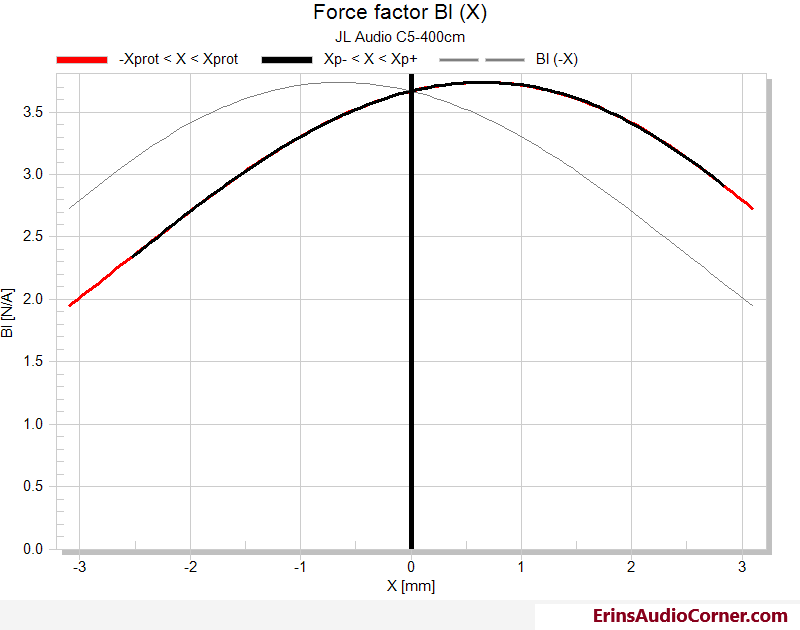 Force factor Bl (X)
JL Audio C5-400cm
-Xprot < X < Xprot Xp- < X < Xp+ Bl (-X)
3.5
3.0
2.5
2.0
1.5
1.0
0.5
0.0
Bl [N/A]
-3 -2 -1 0 1 2 3
X [mm]
ErinsAudioCorner.com